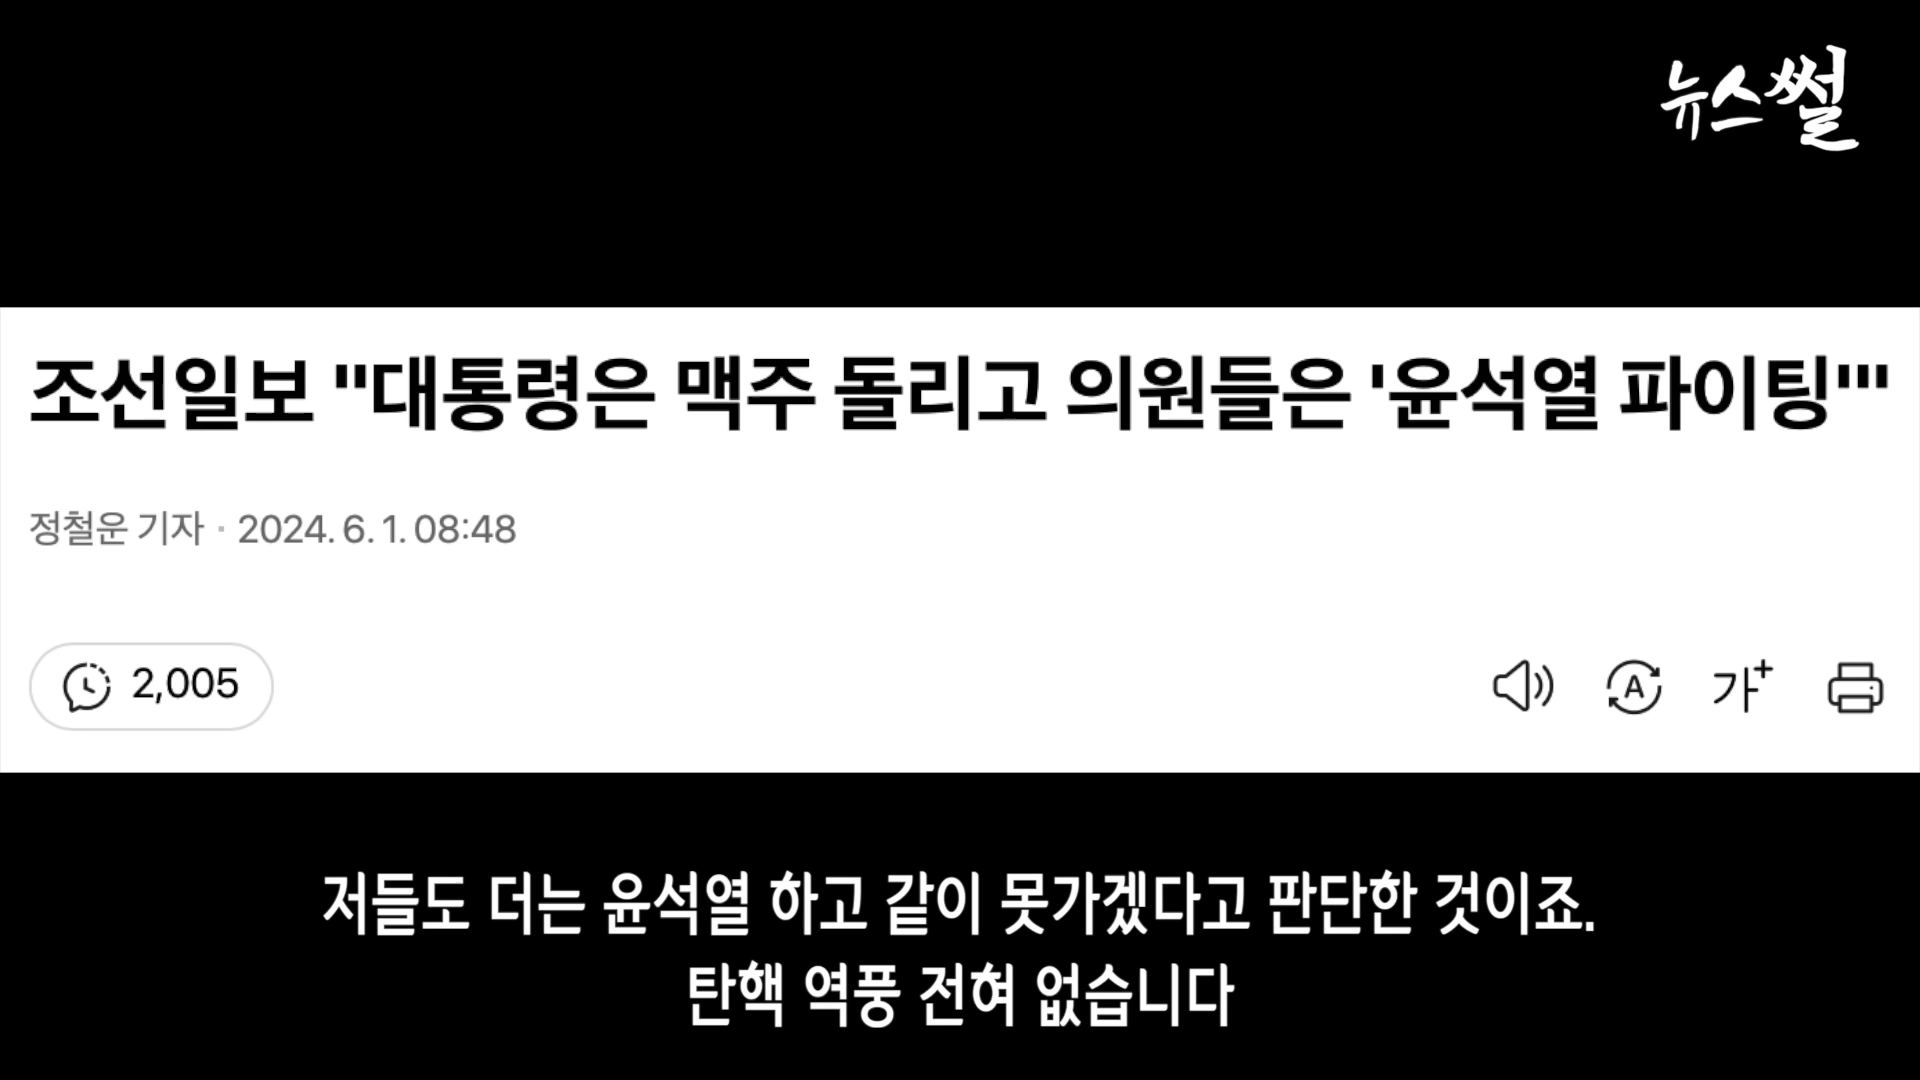 뉴스썰
조선일보 "대통령은 맥주 돌리고 의원들은 '윤석열 파이팅'"
정철운 기자 · 2024. 6. 1. 08:48
2,005
A
가+
저들도 더는 윤석열 하고 같이 못가겠다고 판단한 것이죠.
탄핵 역풍 전혀 없습니다